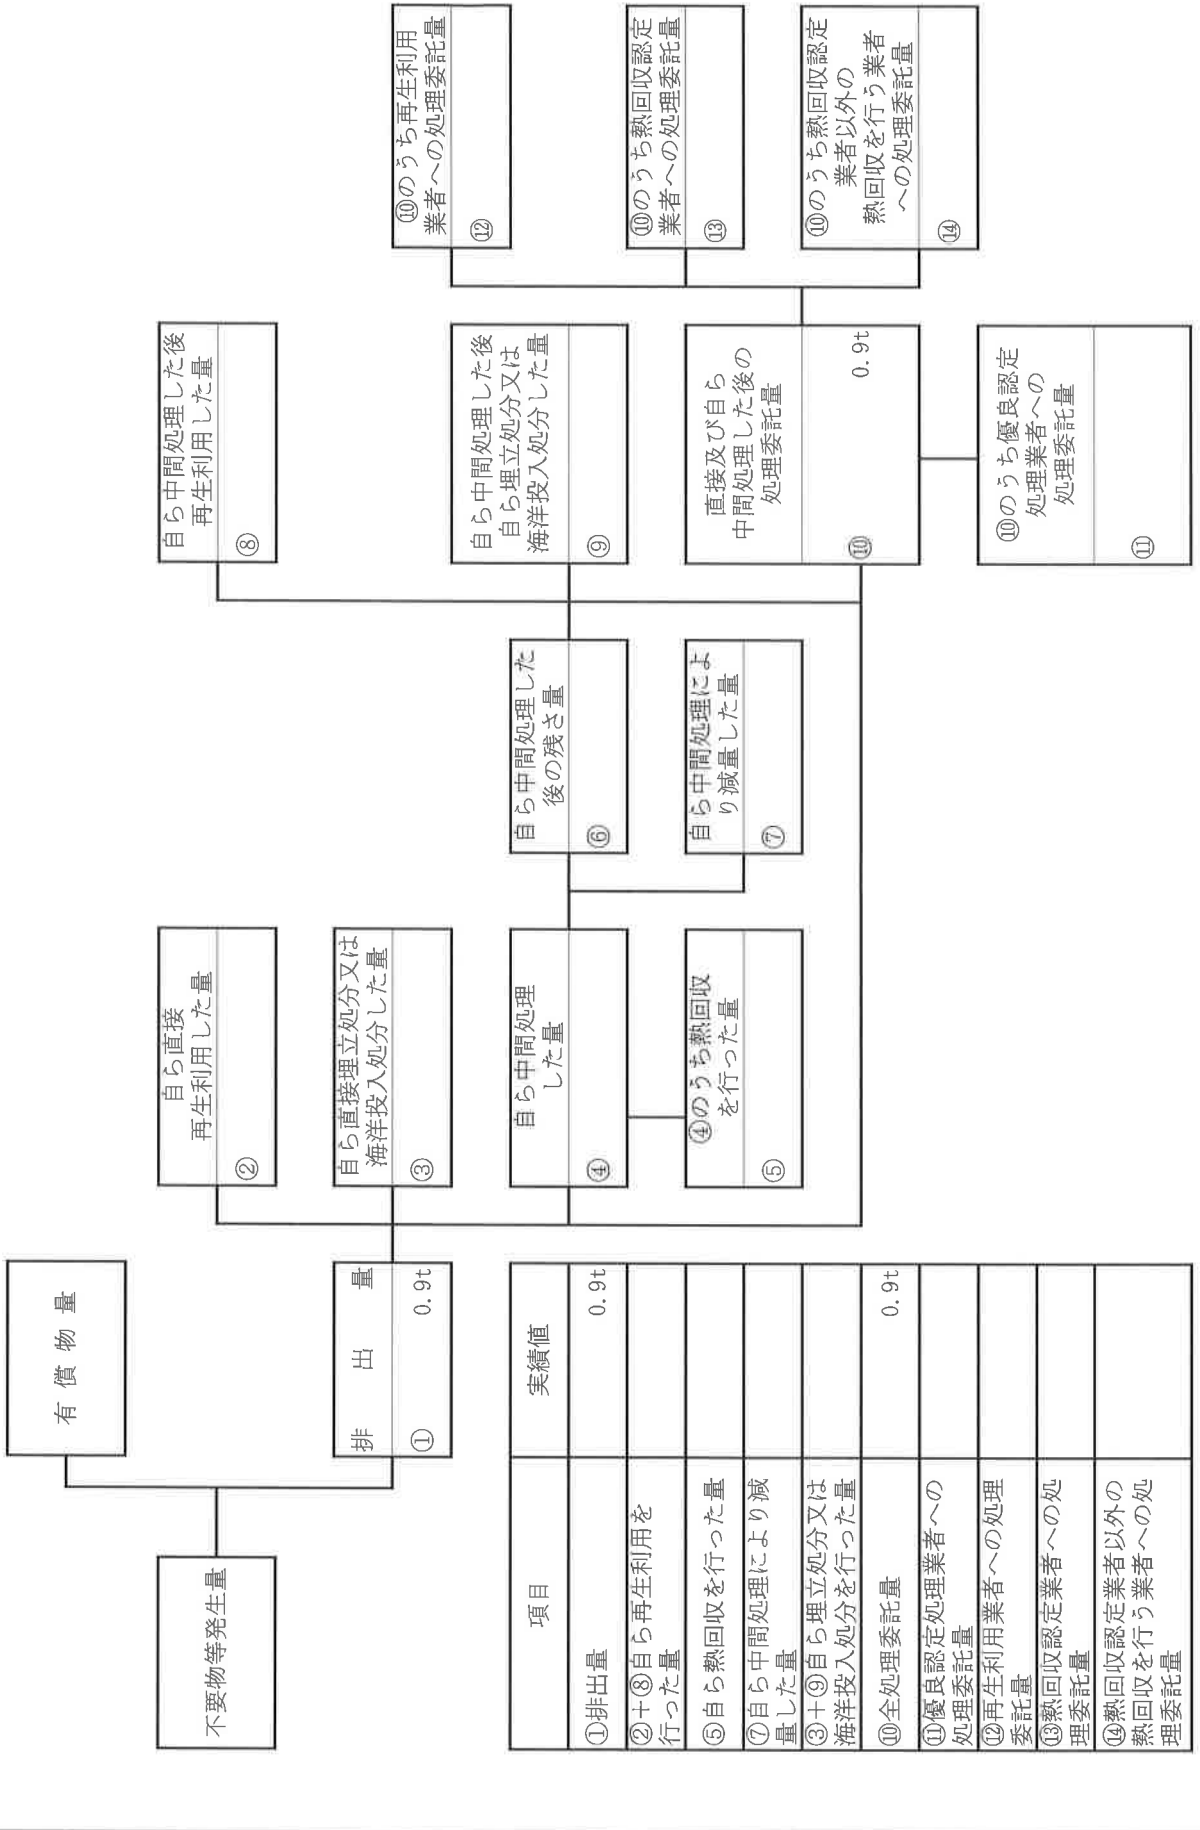 不要物等発生量
有償物量
排出量
① 0.9t
自ら直接
再生利用した量
②
自ら直接埋立処分又は
海洋投入処分した量
③
自ら中間処理
した量
④
④のうち熱回収
を行った量
⑤
自ら中間処理した
後の残さ量
⑥
自ら中間処理によ
り減量した量
⑦
自ら中間処理した後
再生利用した量
⑧
自ら中間処理した後
自ら埋立処分又は
海洋投入処分した量
⑨
直接及び自ら
中間処理した後の
処理委託量
⑩ 0.9t
⑩のうち優良認定
処理業者への
処理委託量
⑪
⑩のうち再生利用
業者への処理委託量
⑫
⑩のうち熱回収認定
業者への処理委託量
⑬
⑩のうち熱回収認定
業者以外の
熱回収を行う業者
への処理委託量
⑭
項目 実績値
①排出量 0.9t
②＋⑧自ら再生利用を
行った量
⑤自ら熱回収を行った量
⑦自ら中間処理により減
量した量
③＋⑨自ら埋立処分又は
海洋投入処分を行った量
⑩全処理委託量 0.9t
⑪優良認定処理業者への
処理委託量
⑫再生利用業者への処理
委託量
⑬熱回収認定業者への処
理委託量
⑭熱回収認定業者以外の
熱回収を行う業者への処
理委託量